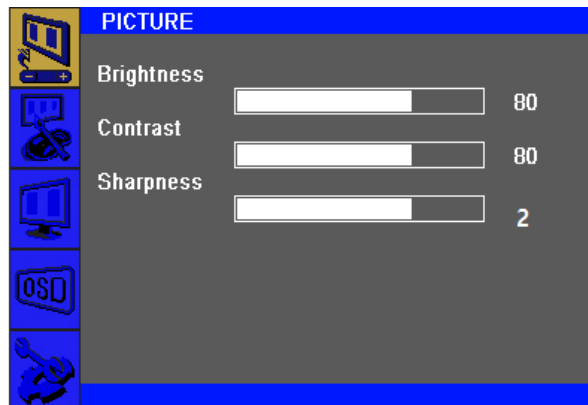 PICTURE
Brightness
80
Contrast
80
Sharpness
2
OSD